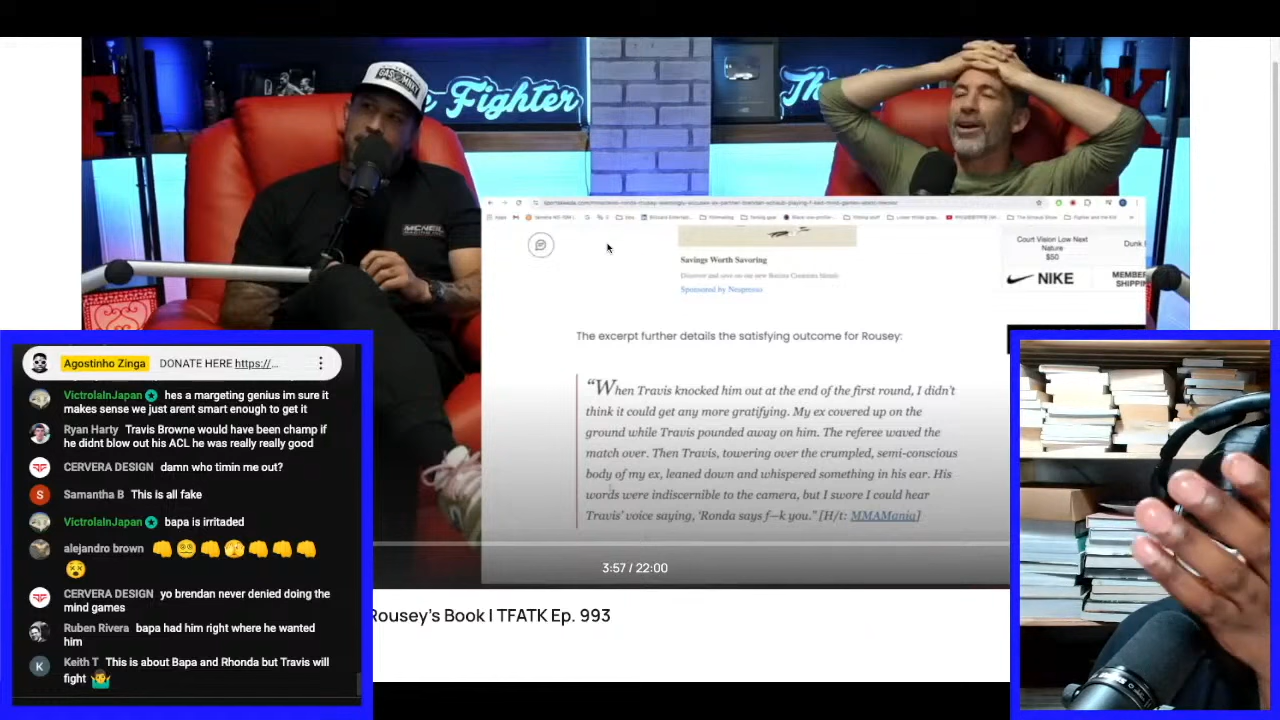 e Fighter
Th
K
MCNEIL
Savings Worth Savoring
Sponsored by Nespresso
Court Vision Low Next
Nature
$50
Dunk
NIKE
MEMBER
SHIPPIN
The excerpt further details the satisfying outcome for Rousey:
“When Travis knocked him out at the end of the first round, I didn't
think it could get any more gratifying. My ex covered up on the
ground while Travis pounded away on him. The referee waved the
match over. Then Travis, towering over the crumpled, semi-conscious
body of my ex, leaned down and whispered something in his ear. His
words were indiscernible to the camera, but I swore I could hear
Travis' voice saying, 'Ronda says f—k you.” [H/t: MMAMania]
3:57 / 22:00
Rousey's Book I TFATK Ep. 993
Agostinho Zinga DONATE HERE https://...
VictrolaInJapan hes a margeting genius im sure it
makes sense we just arent smart enough to get it
Ryan Harty Travis Browne would have been champ if
he didnt blow out his ACL he was really really good
CERVERA DESIGN damn who timin me out?
Samantha B This is all fake
VictrolaInJapan bapa is irritaded
alejandro brown
CERVERA DESIGN yo brendan never denied doing the
mind games
Ruben Rivera bapa had him right where he wanted
him
Keith T This is about Bapa and Rhonda but Travis will
fight